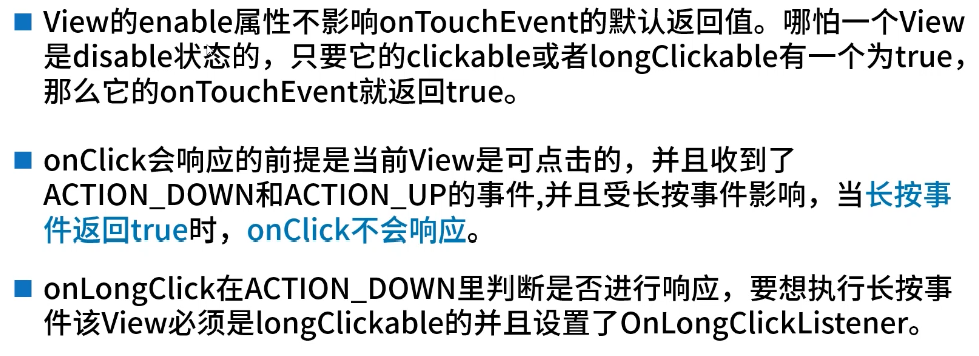 ■ View的enable属性不影响onTouchEvent的默认返回值。哪怕一个View
是disable状态的，只要它的clickable或者longClickable有一个为true，
那么它的onTouchEvent就返回true。
■ onClick会响应的前提是当前View是可点击的，并且收到了
ACTION_DOWN和ACTION_UP的事件,并且受长按事件影响，当长按事
件返回true时，onClick不会响应。
■ onLongClick在ACTION_DOWN里判断是否进行响应，要想执行长按事
件该View必须是longClickable的并且设置了OnLongClickListener。